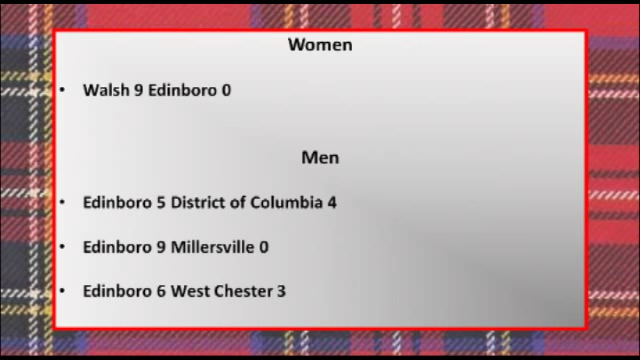 Women
• Walsh 9 Edinboro 0
Men
• Edinboro 5 District of Columbia 4
• Edinboro 9 Millersville 0
• Edinboro 6 West Chester 3